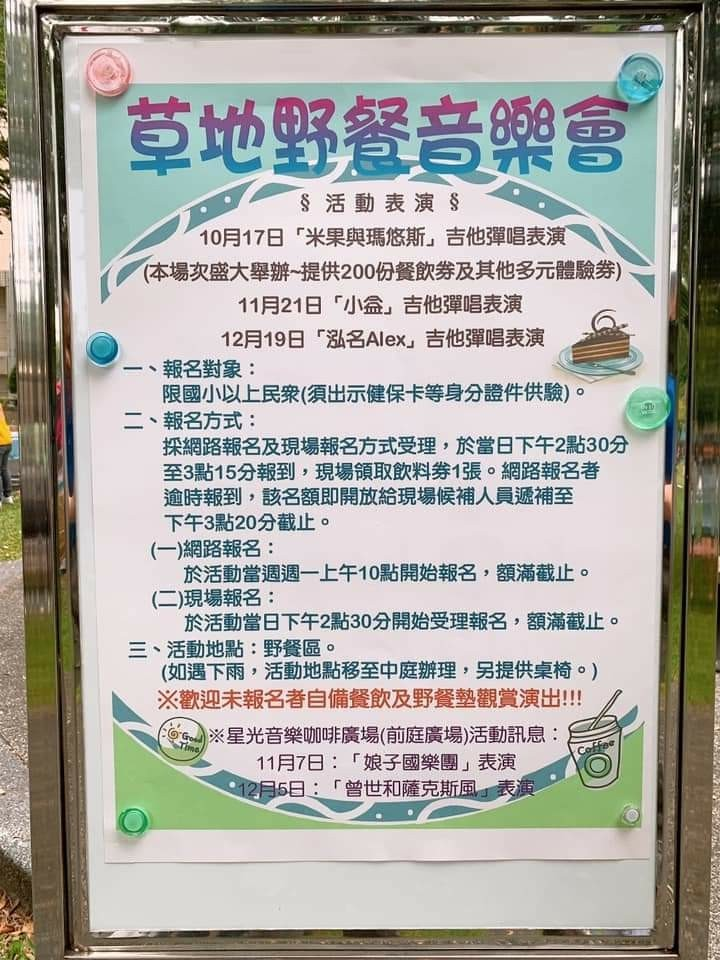 草地野餐音樂會
§ 活動表演 §
10月17日「米果與瑪悠斯」吉他彈唱表演
(本場次盛大舉辦~提供200份餐飲券及其他多元體驗券)
11月21日「小益」吉他彈唱表演
12月19日「泓名Alex」吉他彈唱表演
一、報名對象：
限國小以上民眾(須出示健保卡等身分證件供驗)。
二、報名方式：
採網路報名及現場報名方式受理，於當日下午2點30分
至3點15分報到，現場領取飲料券1張。網路報名者
逾時報到，該名額即開放給現場候補人員遞補至
下午3點20分截止。
(一)網路報名：
於活動當週週一上午10點開始報名，額滿截止。
(二)現場報名：
於活動當日下午2點30分開始受理報名，額滿截止。
三、活動地點：野餐區。
(如遇下雨，活動地點移至中庭辦理，另提供桌椅。)
※歡迎未報名者自備餐飲及野餐墊觀賞演出!!!
Good
Time
※星光音樂咖啡廣場(前庭廣場)活動訊息：
11月7日：「娘子國樂團」表演
12月5日：「曾世和薩克斯風」表演
Coffee